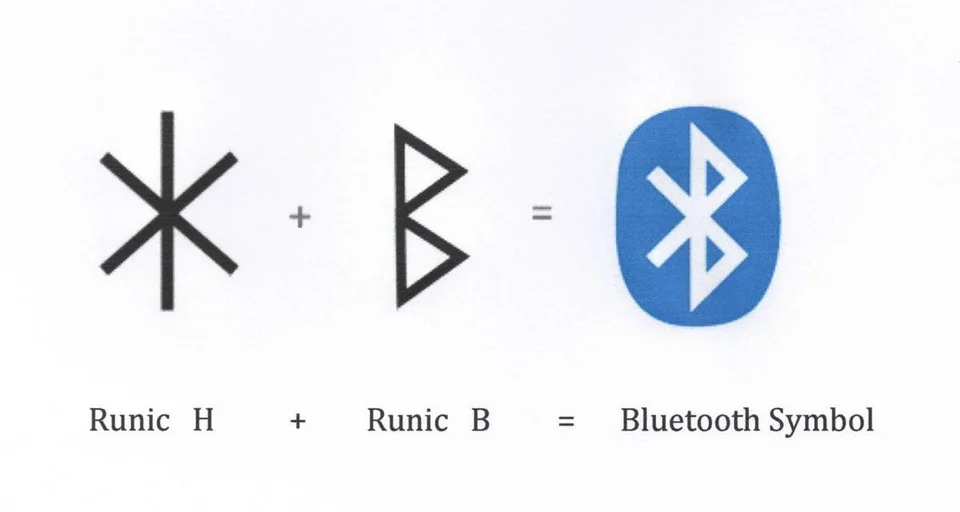 ᚼ + ᛒ =
Runic H + Runic B = Bluetooth Symbol